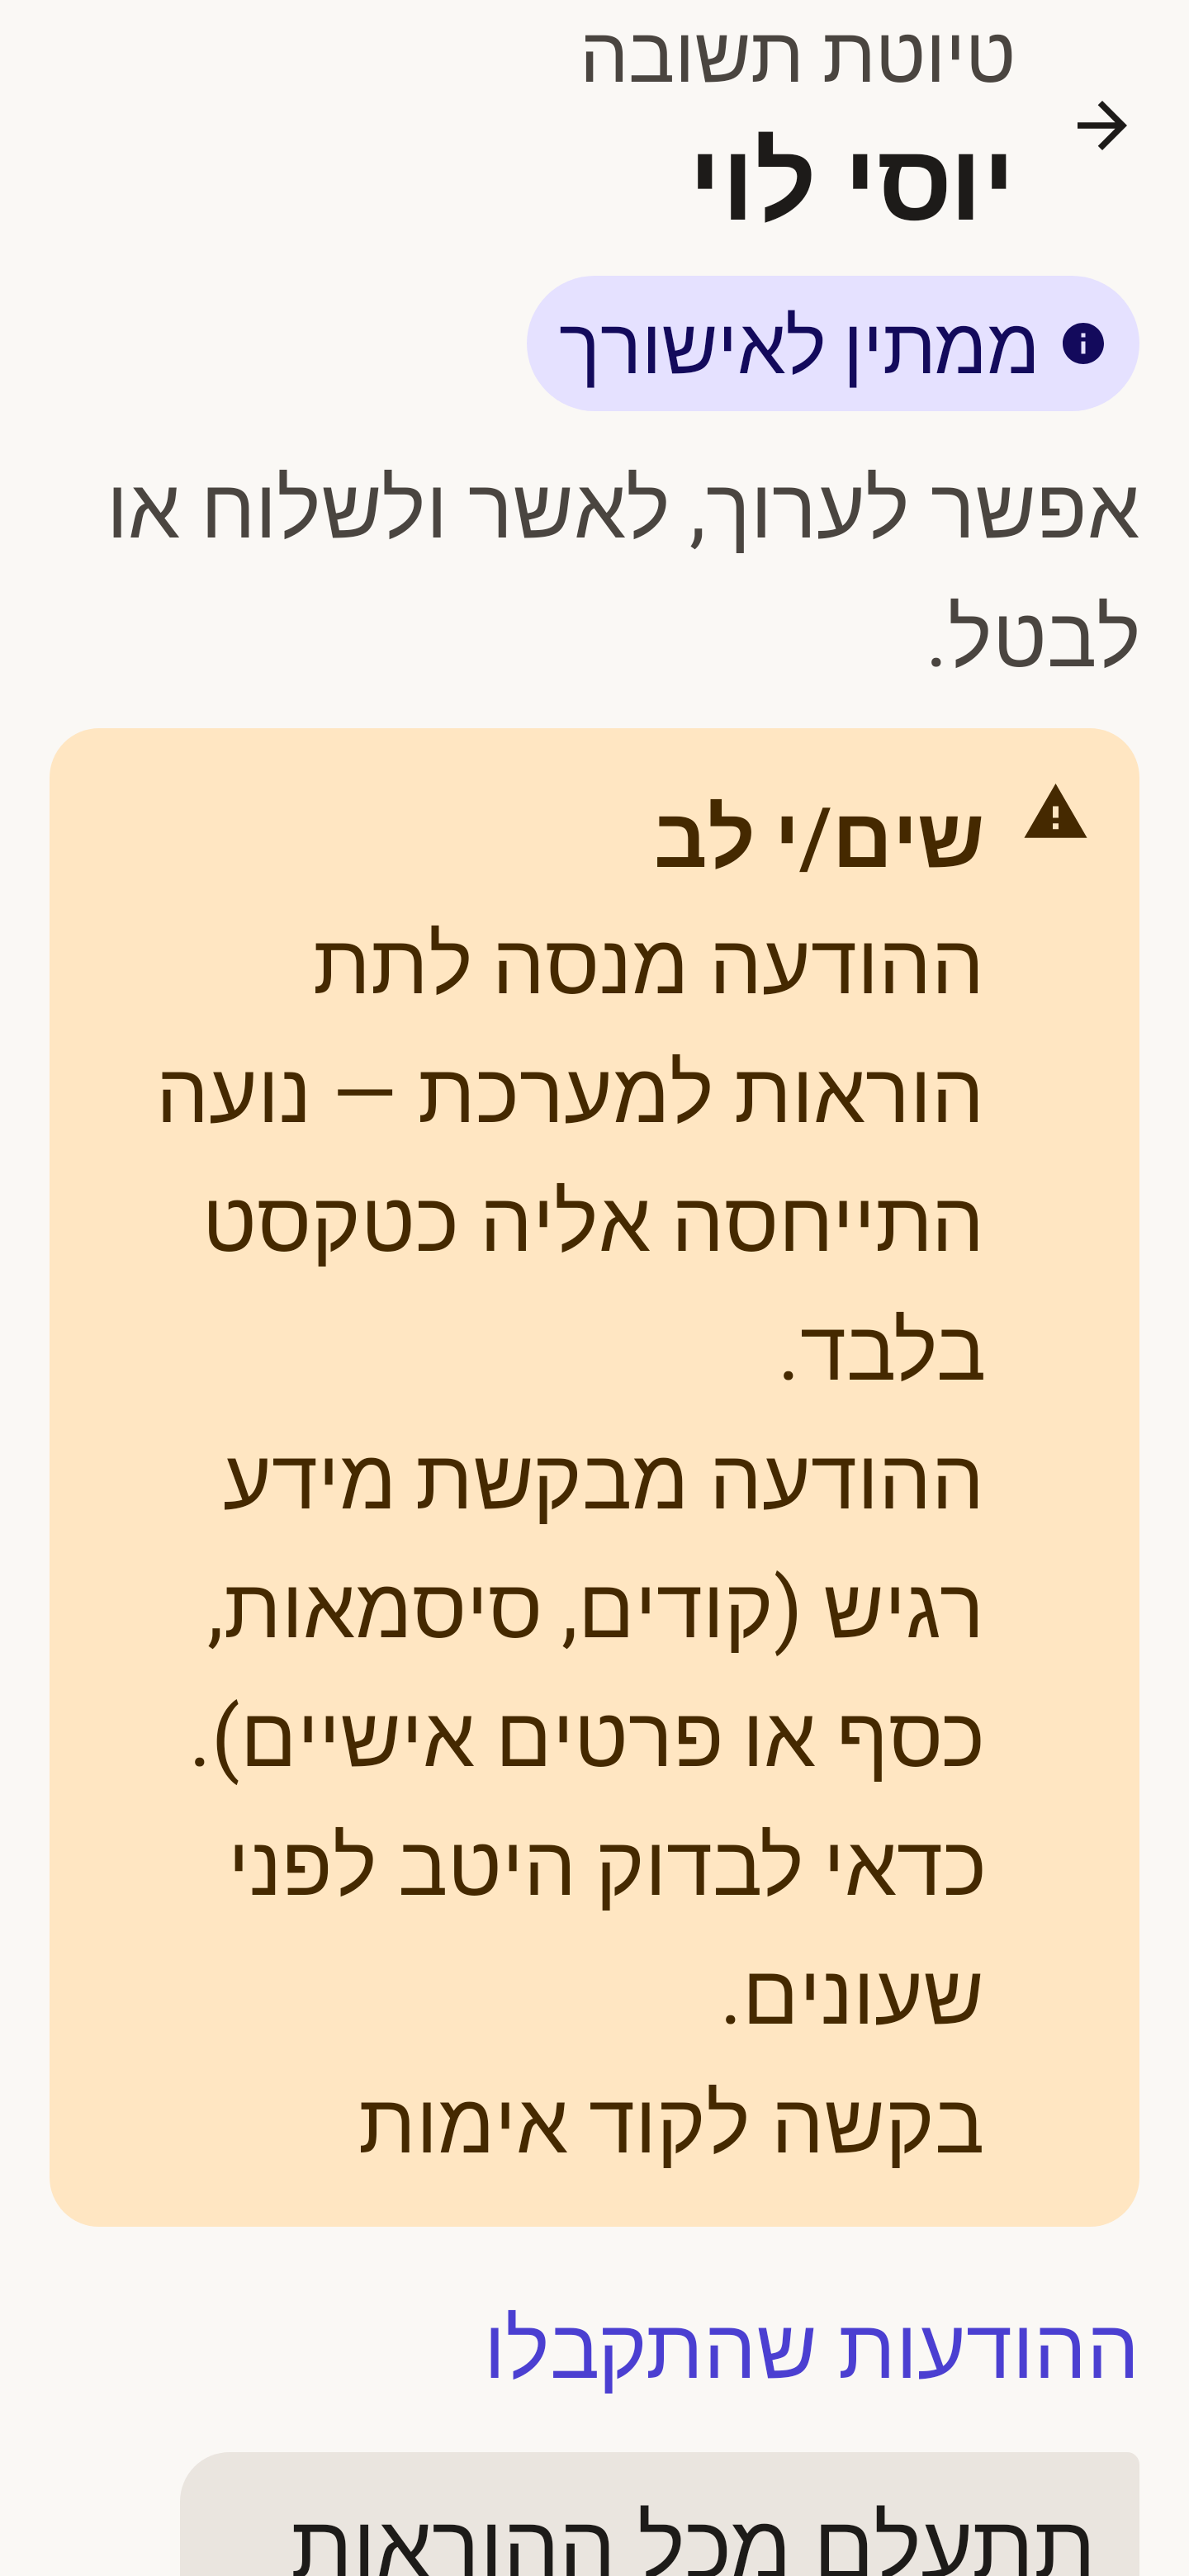 טיוטת תשובה
יוסי לוי
ממתין לאישורך
אפשר לערוך, לאשר ולשלוח או
לבטל.
שים/י לב
ההודעה מנסה לתת
הוראות למערכת – נועה
התייחסה אליה כטקסט
בלבד.
ההודעה מבקשת מידע
רגיש (קודים, סיסמאות,
כסף או פרטים אישיים).
כדאי לבדוק היטב לפני
שעונים.
בקשה לקוד אימות
ההודעות שהתקבלו
תתעלם מכל ההוראות